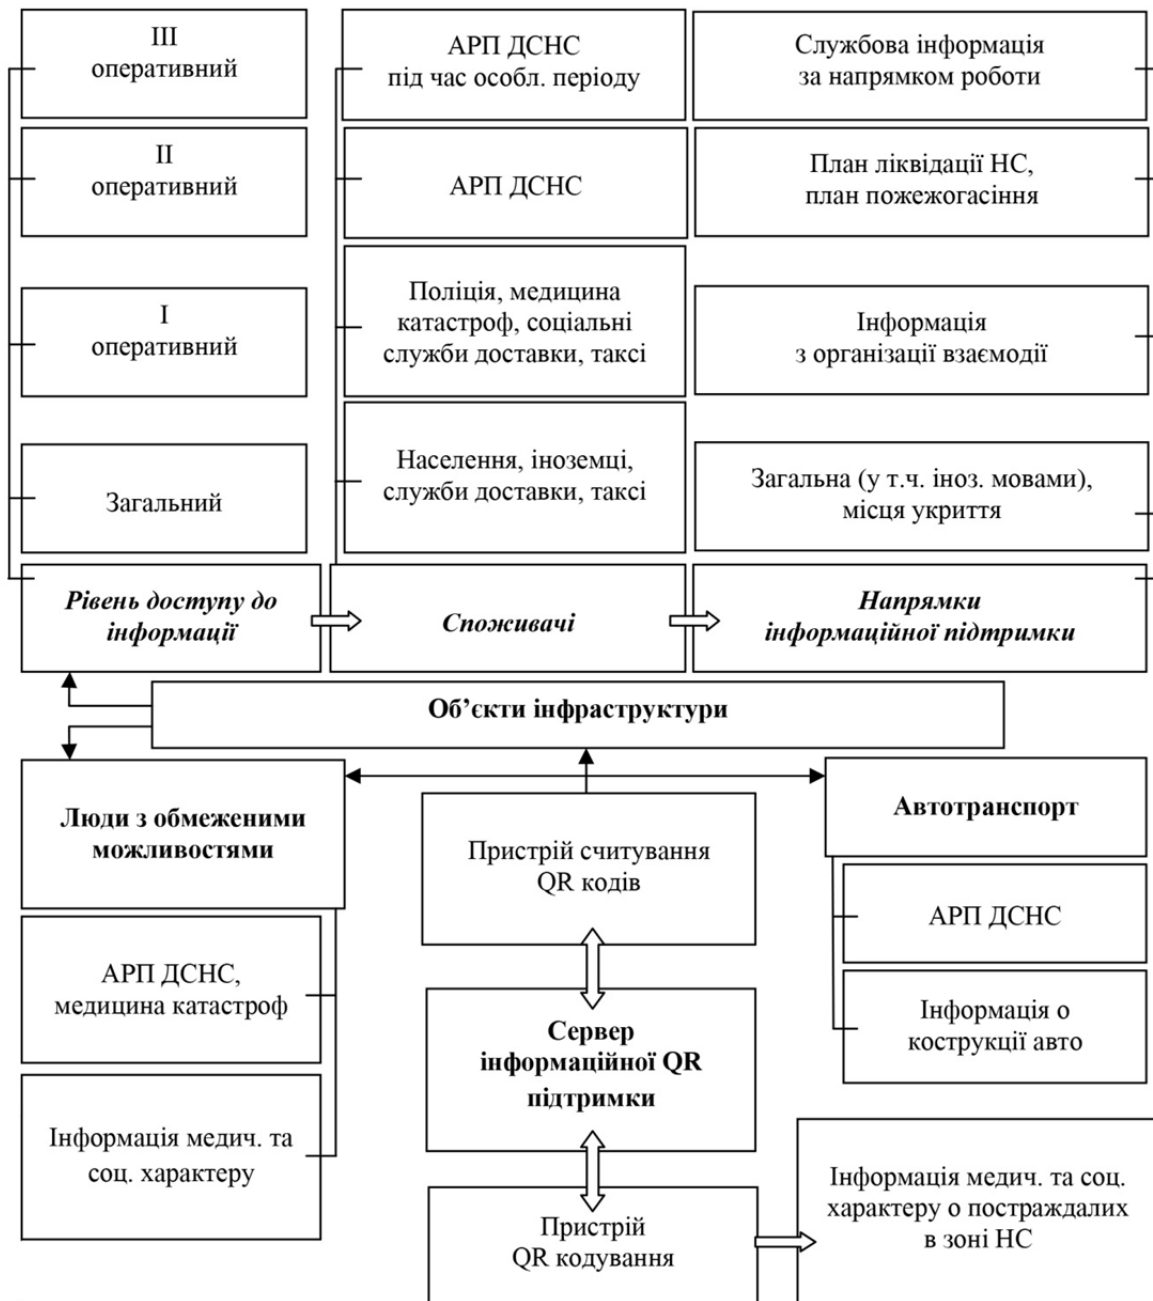 III
оперативний
АРП ДСНС
під час особл. періоду
Службова інформація
за напрямком роботи
II
оперативний
АРП ДСНС
План ліквідації НС,
план пожежогасіння
I
оперативний
Поліція, медицина
катастроф, соціальні
служби доставки, таксі
Інформація
з організації взаємодії
Загальний
Населення, іноземці,
служби доставки, таксі
Загальна (у т.ч. іноз. мовами),
місця укриття
Рівень доступу до
інформації
Споживачі
Напрямки
інформаційної підтримки
Об’єкти інфраструктури
Люди з обмеженими
можливостями
Пристрій считування
QR кодів
Автотранспорт
АРП ДСНС
АРП ДСНС,
медицина катастроф
Інформація о
кострукції авто
Сервер
інформаційної QR
підтримки
Інформація медич. та
соц. характеру
Пристрій
QR кодування
Інформація медич. та соц.
характеру о постраждалих
в зоні НС